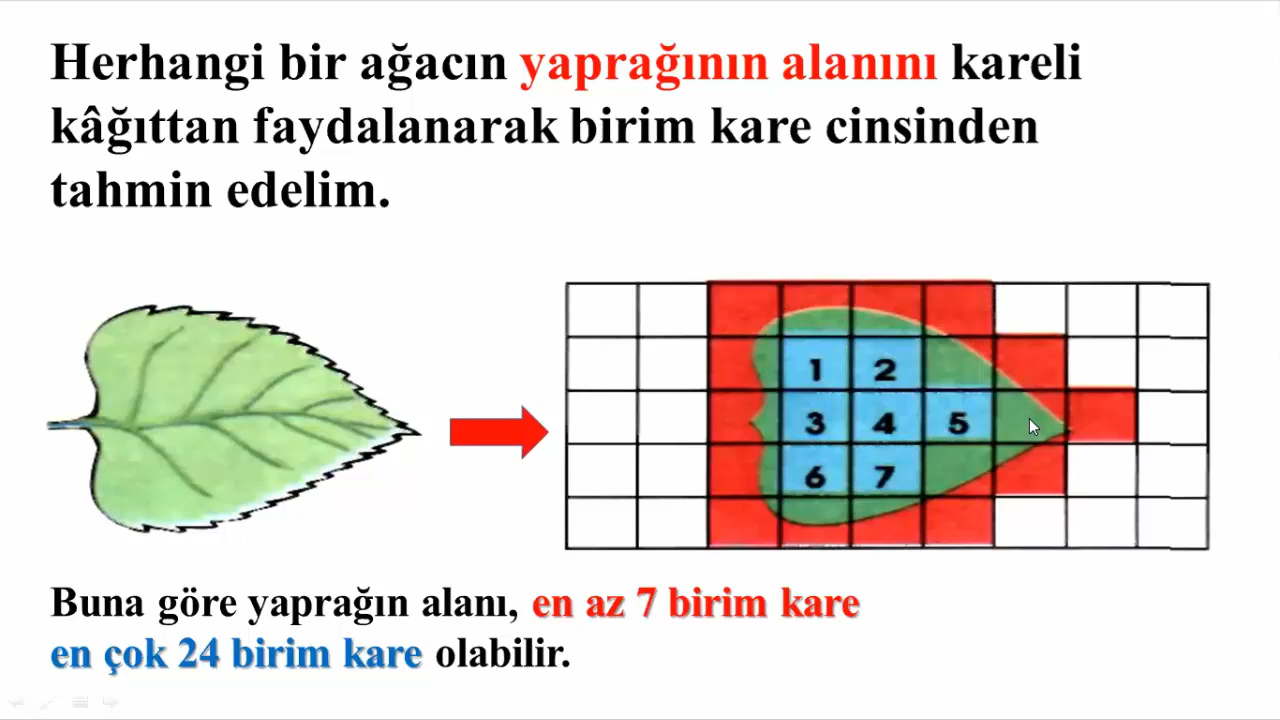 Herhangi bir ağacın yaprağının alanını kareli
kâğıttan faydalanarak birim kare cinsinden
tahmin edelim.
1 2
3 4 5
6 7
Buna göre yaprağın alanı, en az 7 birim kare
en çok 24 birim kare olabilir.